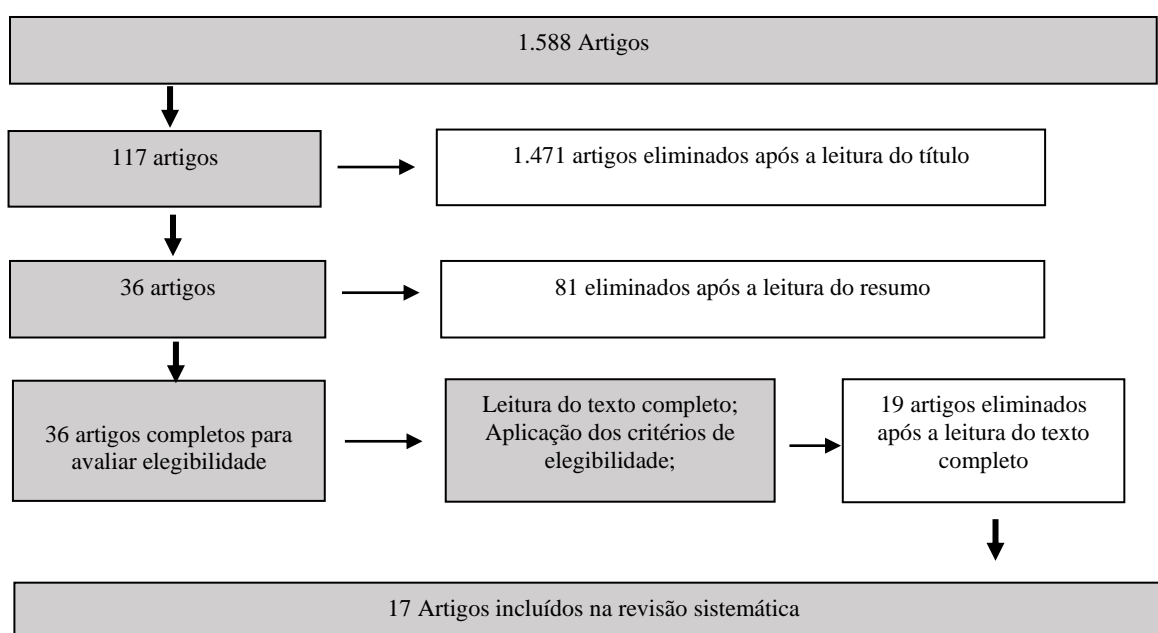 1.588 Artigos
117 artigos
1.471 artigos eliminados após a leitura do título
36 artigos
81 eliminados após a leitura do resumo
36 artigos completos para
avaliar elegibilidade
Leitura do texto completo;
Aplicação dos critérios de
elegibilidade;
19 artigos eliminados
após a leitura do texto
completo
17 Artigos incluídos na revisão sistemática